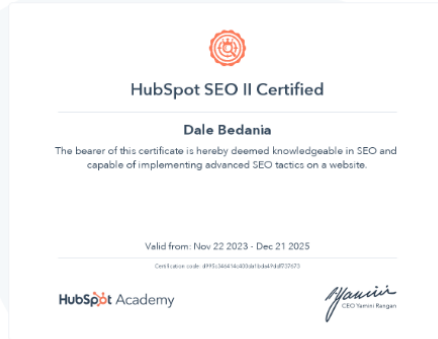 HubSpot SEO II Certified
Dale Bedania
The bearer of this certificate is hereby deemed knowledgeable in SEO and
capable of implementing advanced SEO tactics on a website.
Valid from: Nov 22 2023 - Dec 21 2025
Certification code:
HubSpot Academy
CEO Yamini Rangan